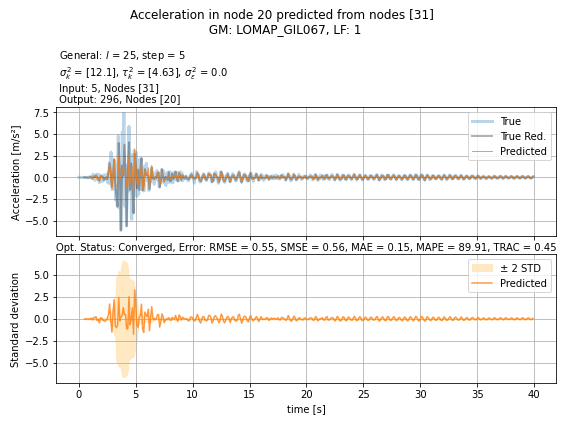 Acceleration in node 20 predicted from nodes [31]
GM: LOMAP_GIL067, LF: 1
General: l = 25, step = 5
σ²ₖ = [12.1], τ²ₖ = [4.63], σ²ε = 0.0
Input: 5, Nodes [31]
Output: 296, Nodes [20]
Acceleration [m/s²]
7.5
5.0
2.5
0.0
−2.5
−5.0
True
True Red.
Predicted
Opt. Status: Converged, Error: RMSE = 0.55, SMSE = 0.56, MAE = 0.15, MAPE = 89.91, TRAC = 0.45
Standard deviation
5.0
2.5
0.0
−2.5
−5.0
± 2 STD
Predicted
0 5 10 15 20 25 30 35 40
time [s]